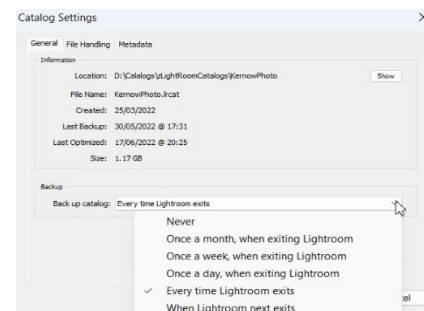 Catalog Settings
General File Handling Metadata
Information
Location: D:\Calalogs\zLightRoomCatalogs\KernowPhoto Show
File Name: KernowPhoto.lrcat
Created: 25/03/2022
Last Backup: 30/05/2022 @ 17:31
Last Optimized: 17/06/2022 @ 20:25
Size: 1.17 GB
Backup
Back up catalog: Every time Lightroom exits
Never
Once a month, when exiting Lightroom
Once a week, when exiting Lightroom
Once a day, when exiting Lightroom
Every time Lightroom exits
When Lightroom next exits